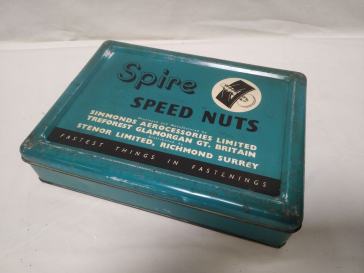 Spire
SPEED NUTS
SIMMONDS AEROCESSORIES LIMITED
TREFOREST GLAMORGAN GT. BRITAIN
STENOR LIMITED, RICHMOND SURREY
FASTEST THINGS IN FASTENINGS